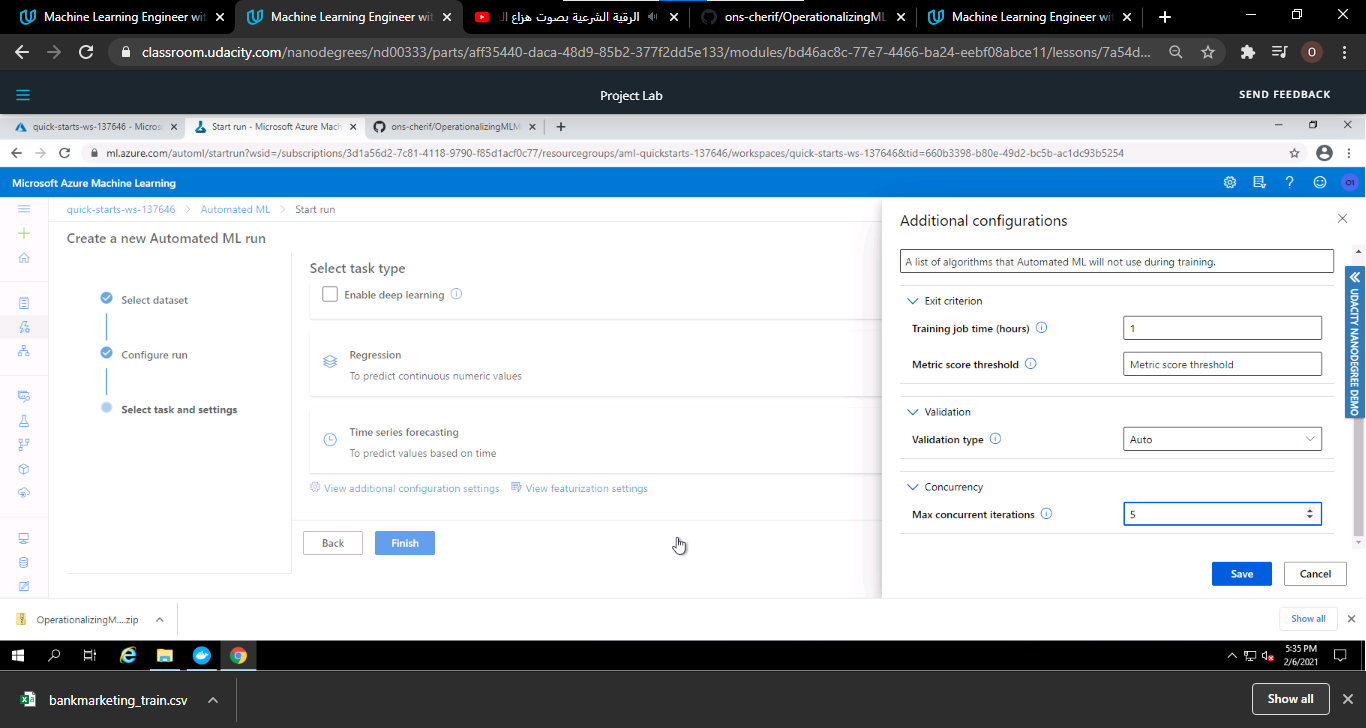 Machine Learning Engineer wit
Machine Learning Engineer wit
الرقية الشرعية بصوت هزاع ال
ons-cherif/OperationalizingML
Machine Learning Engineer wit
classroom.udacity.com/nanodegrees/nd00333/parts/aff35440-daca-48d9-85b2-377f2dd5e133/modules/bd46ac8c-77e7-4466-ba24-eebf08abce11/lessons/7a54d...
O
Project Lab
SEND FEEDBACK
quick-starts-ws-137646 - Micros
Start run - Microsoft Azure Mach
ons-cherif/OperationalizingMLMi
ml.azure.com/automl/startrun?wsid=/subscriptions/3d1a56d2-7c81-4118-9790-f85d1acf0c77/resourcegroups/aml-quickstarts-137646/workspaces/quick-starts-ws-137646&tid=660b3398-b80e-49d2-bc5b-ac1dc93b5254
Microsoft Azure Machine Learning
quick-starts-ws-137646 > Automated ML > Start run
Create a new Automated ML run
Select dataset
Configure run
Select task and settings
Select task type
Enable deep learning
Regression
To predict continuous numeric values
Time series forecasting
To predict values based on time
View additional configuration settings
View featurization settings
Back
Finish
Additional configurations
A list of algorithms that Automated ML will not use during training.
Exit criterion
Training job time (hours)
1
Metric score threshold
Metric score threshold
Validation
Validation type
Auto
Concurrency
Max concurrent iterations
5
Save
Cancel
UDACITY NANODEGREE DEMO
OperationalizingM....zip
Show all
5:35 PM
2/6/2021
bankmarketing_train.csv
Show all